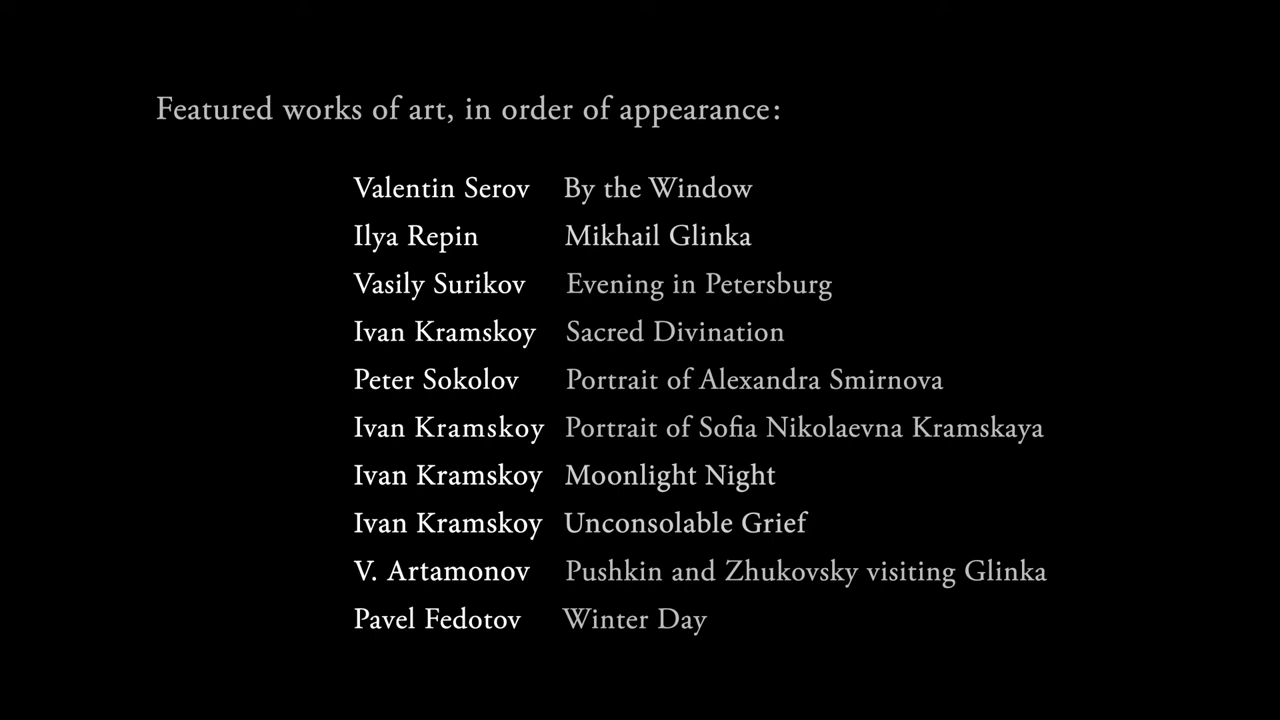 Featured works of art, in order of appearance:
Valentin Serov By the Window
Ilya Repin Mikhail Glinka
Vasily Surikov Evening in Petersburg
Ivan Kramskoy Sacred Divination
Peter Sokolov Portrait of Alexandra Smirnova
Ivan Kramskoy Portrait of Sofia Nikolaevna Kramskaya
Ivan Kramskoy Moonlight Night
Ivan Kramskoy Unconsolable Grief
V. Artamonov Pushkin and Zhukovsky visiting Glinka
Pavel Fedotov Winter Day